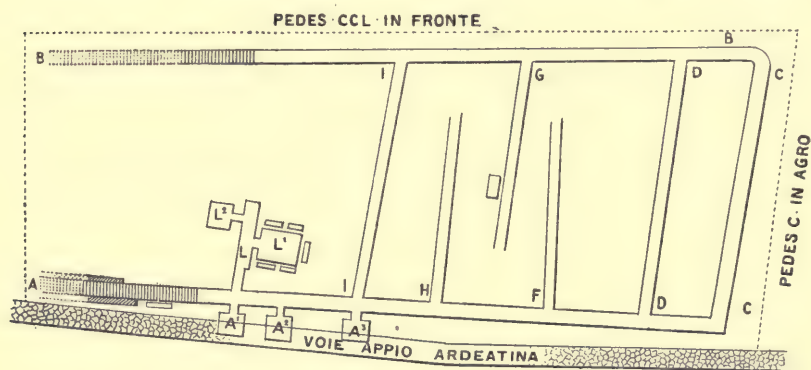 PEDES · CCL · IN FRONTE
B
B
I
G
D
C
PEDES C. IN AGRO
L²
L
L¹
A
I
H
F
D
C
A¹
A²
A³
VOIE APPIO ARDEATINA